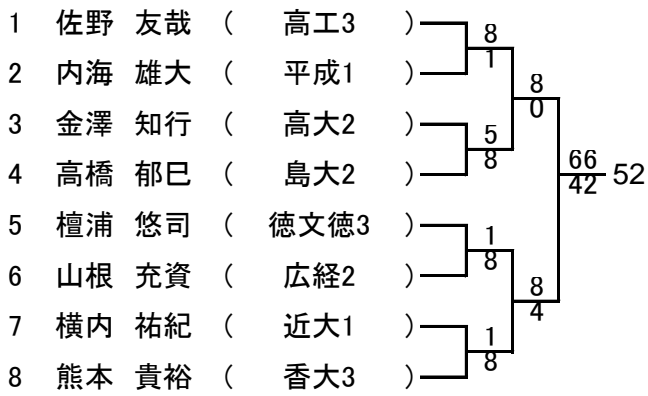 1 佐野 友哉 ( 高工3 )
8
1
2 内海 雄大 ( 平成1 )
8
0
3 金澤 知行 ( 高大2 )
5
8
4 高橋 郁巳 ( 島大2 )
66
42 52
5 檀浦 悠司 ( 徳文徳3 )
1
8
6 山根 充資 ( 広経2 )
8
4
7 横内 祐紀 ( 近大1 )
1
8
8 熊本 貴裕 ( 香大3 )